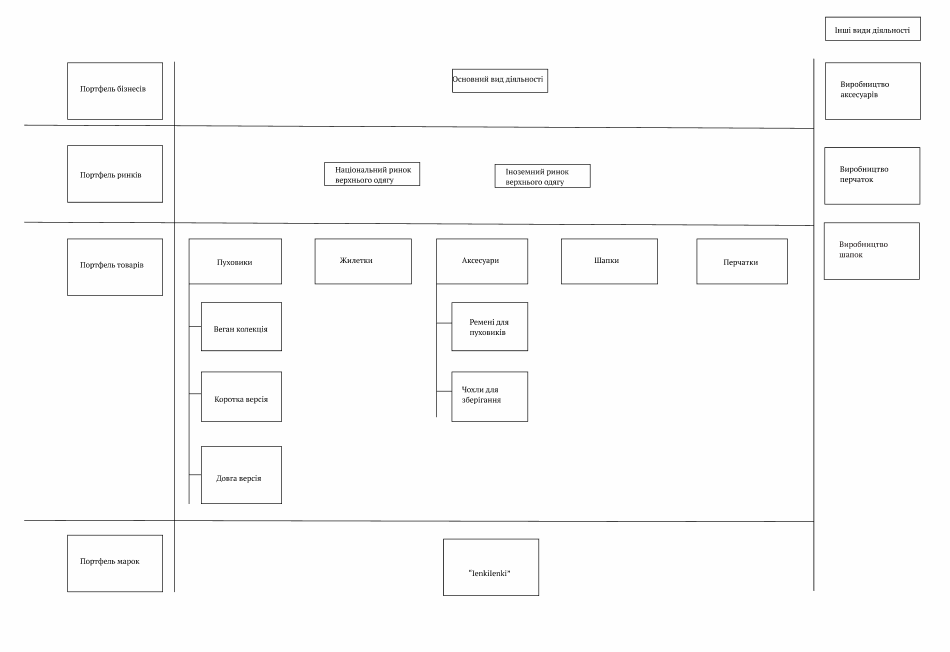 Інші види діяльності
Портфель бізнесів
Основний вид діяльності
Виробництво
аксесуарів
Портфель ринків
Національний ринок
верхнього одягу
Іноземний ринок
верхнього одягу
Виробництво
перчаток
Портфель товарів
Пуховики
Жилетки
Аксесуари
Шапки
Перчатки
Виробництво
шапок
Веган колекція
Ремені для
пуховиків
Коротка версія
Чохли для
зберігання
Довга версія
Портфель марок
"lenkilenki"